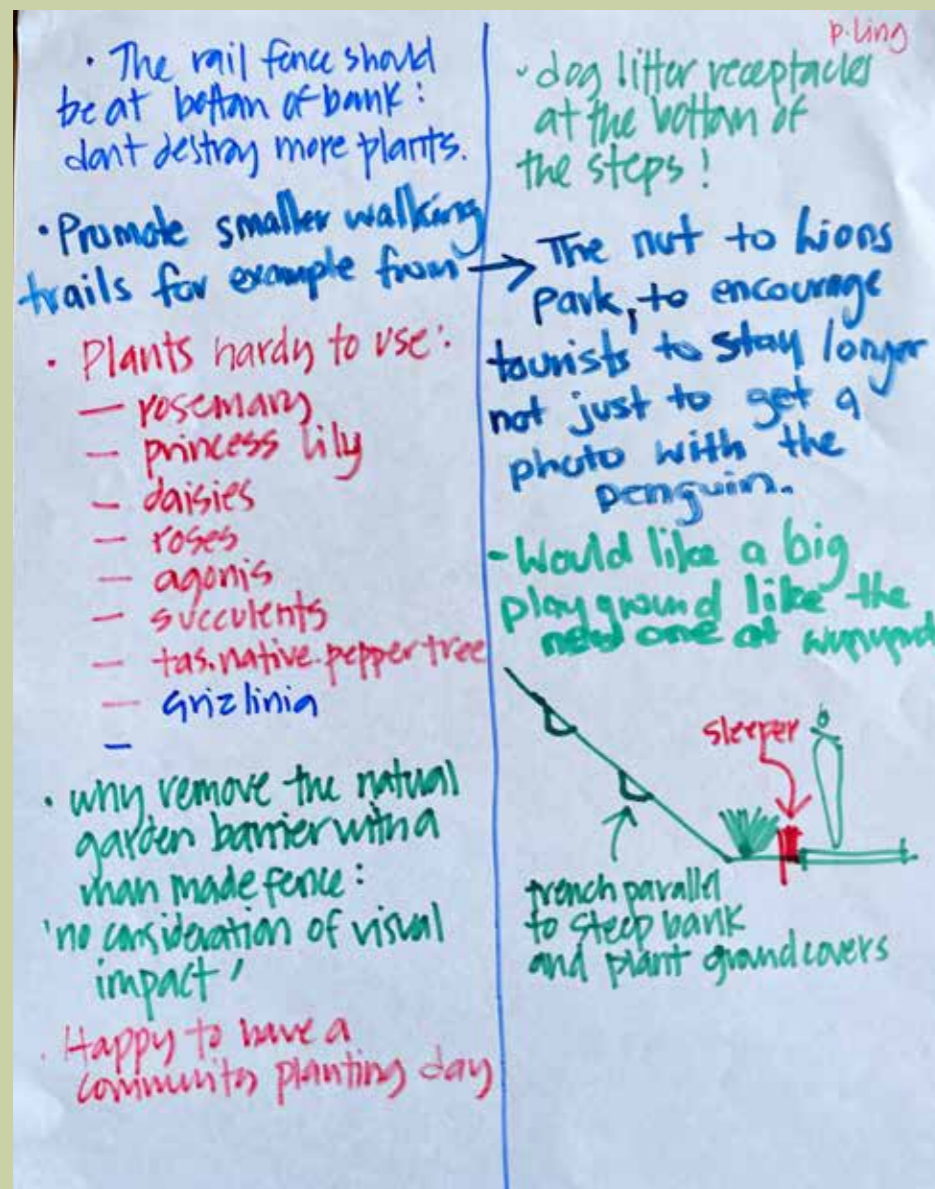 · The rail fence should
be at bottom of bank:
dont destroy more plants.
· Promote smaller walking
trails for example from →
· Plants hardy to use:
— rosemary
— princess lily
— daisies
— roses
— agonis
— succulents
— tas.native.pepper tree
— Grizlinia
—
· why remove the natural
garden barrier with a
man made fence:
'no consideration of visual
impact'
· Happy to have a
community planting day
p.ling
· dog litter receptacles
at the bottom of
the steps!
The nut to Lions
Park, to encourage
tourists to stay longer
not just to get a
photo with the
penguin.
- Would like a big
playground like the
new one at
sleeper
trench parallel
to steep bank
and plant groundcovers